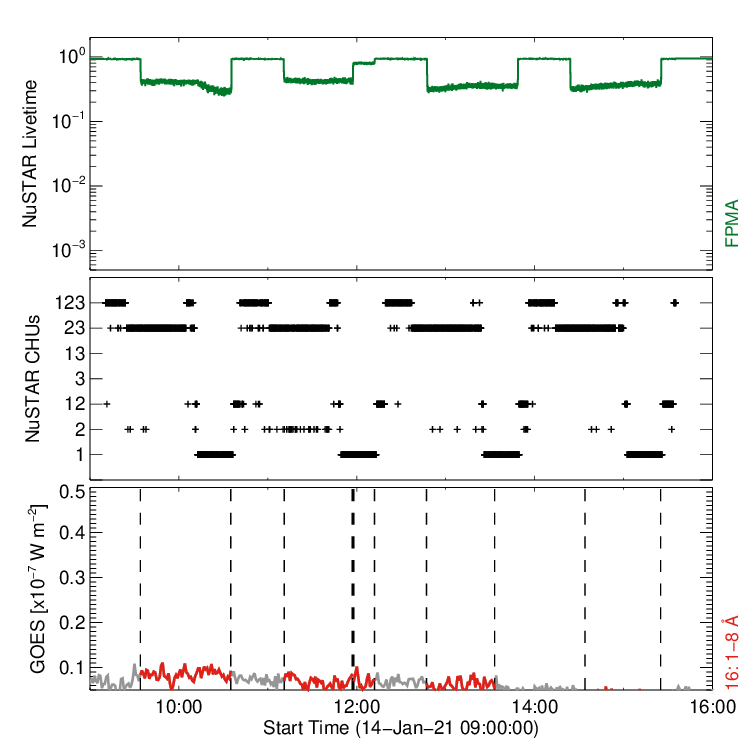 NuSTAR Livetime
10⁰
10⁻¹
10⁻²
10⁻³
FPMA
NuSTAR CHUs
123
23
13
3
12
2
1
GOES [x10⁻⁷ W m⁻²]
0.5
0.4
0.3
0.2
0.1
16: 1−8 Å
10:00 12:00 14:00 16:00
Start Time (14−Jan−21 09:00:00)